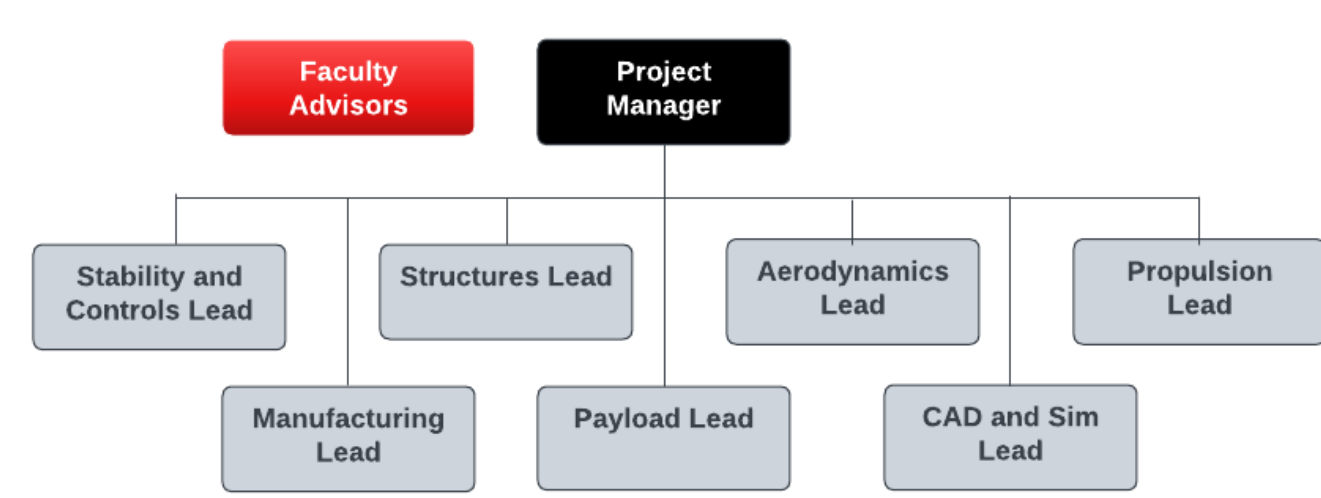 Faculty
Advisors
Project
Manager
Stability and
Controls Lead
Structures Lead
Aerodynamics
Lead
Propulsion
Lead
Manufacturing
Lead
Payload Lead
CAD and Sim
Lead